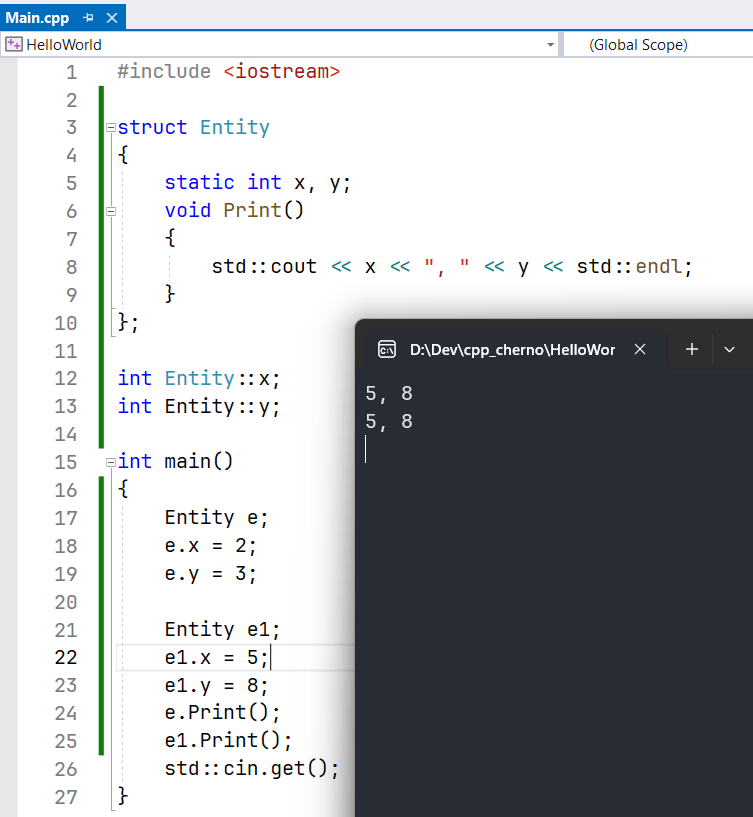 Main.cpp
HelloWorld
(Global Scope)
1 #include <iostream>
2
3 struct Entity
4 {
5     static int x, y;
6     void Print()
7     {
8         std::cout << x << ", " << y << std::endl;
9     }
10 };
11
12 int Entity::x;
13 int Entity::y;
14
15 int main()
16 {
17     Entity e;
18     e.x = 2;
19     e.y = 3;
20
21     Entity e1;
22     e1.x = 5;
23     e1.y = 8;
24     e.Print();
25     e1.Print();
26     std::cin.get();
27 }
D:\Dev\cpp_cherno\HelloWor
5, 8
5, 8